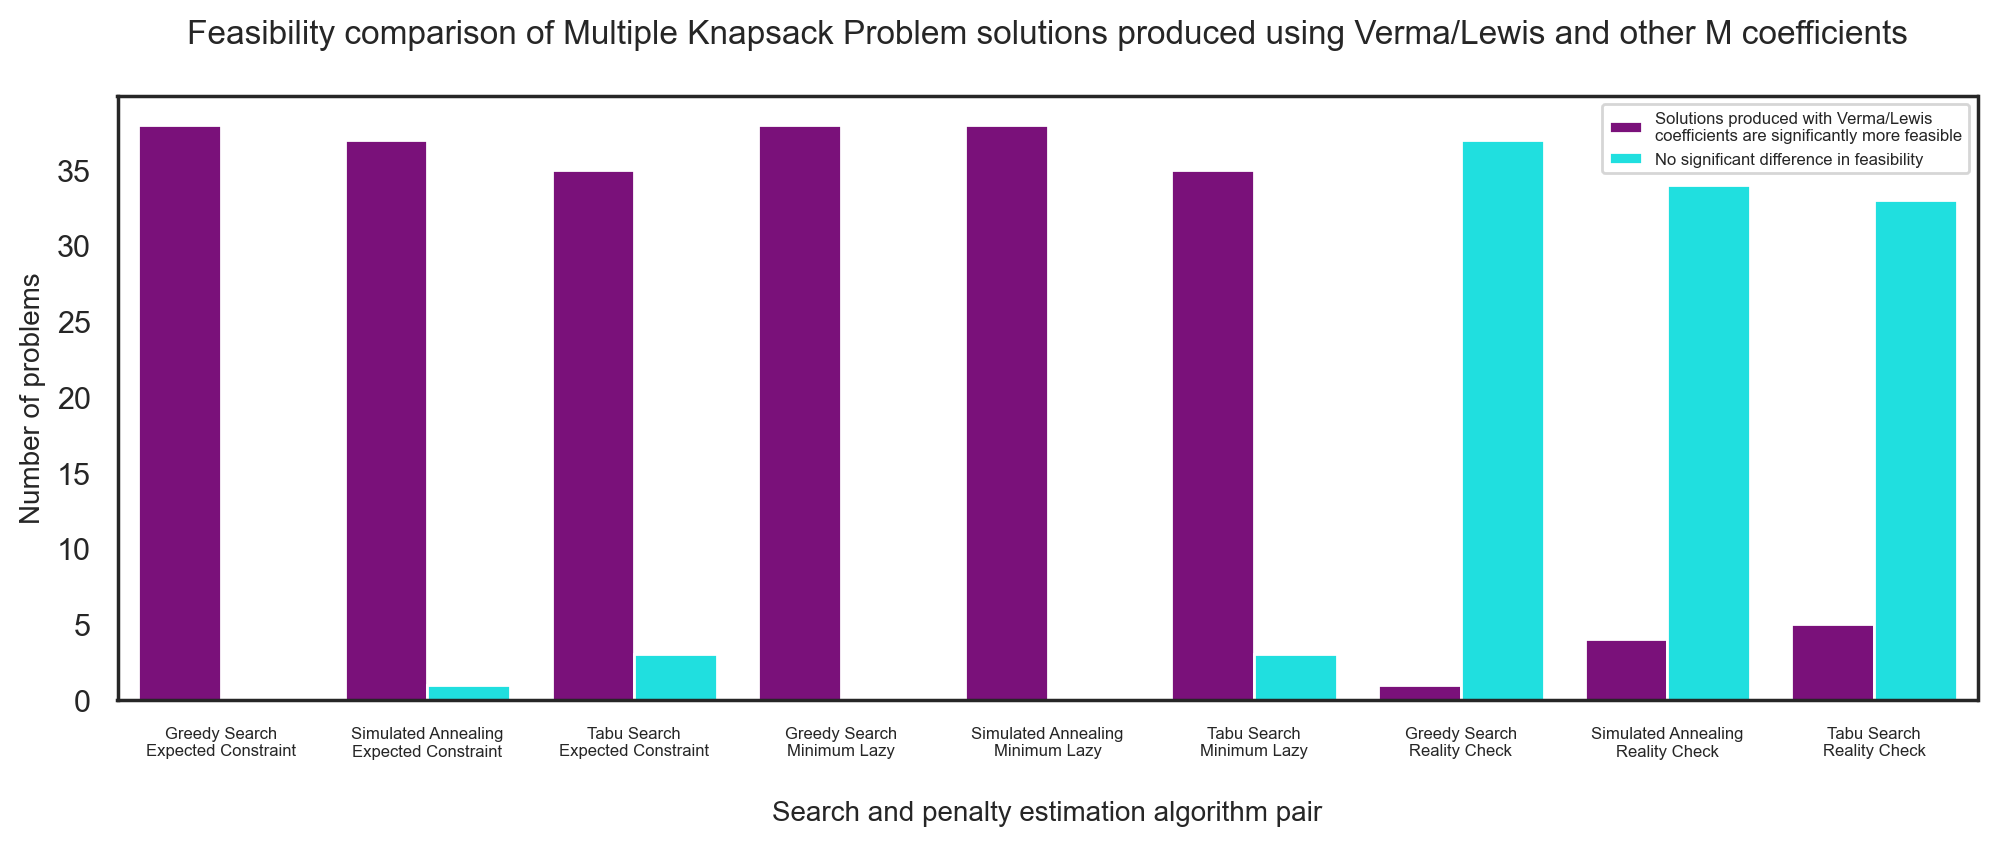 Feasibility comparison of Multiple Knapsack Problem solutions produced using Verma/Lewis and other M coefficients
Solutions produced with Verma/Lewis
coefficients are significantly more feasible
No significant difference in feasibility
Number of problems
35
30
25
20
15
10
5
0
Greedy Search
Expected Constraint
Simulated Annealing
Expected Constraint
Tabu Search
Expected Constraint
Greedy Search
Minimum Lazy
Simulated Annealing
Minimum Lazy
Tabu Search
Minimum Lazy
Greedy Search
Reality Check
Simulated Annealing
Reality Check
Tabu Search
Reality Check
Search and penalty estimation algorithm pair